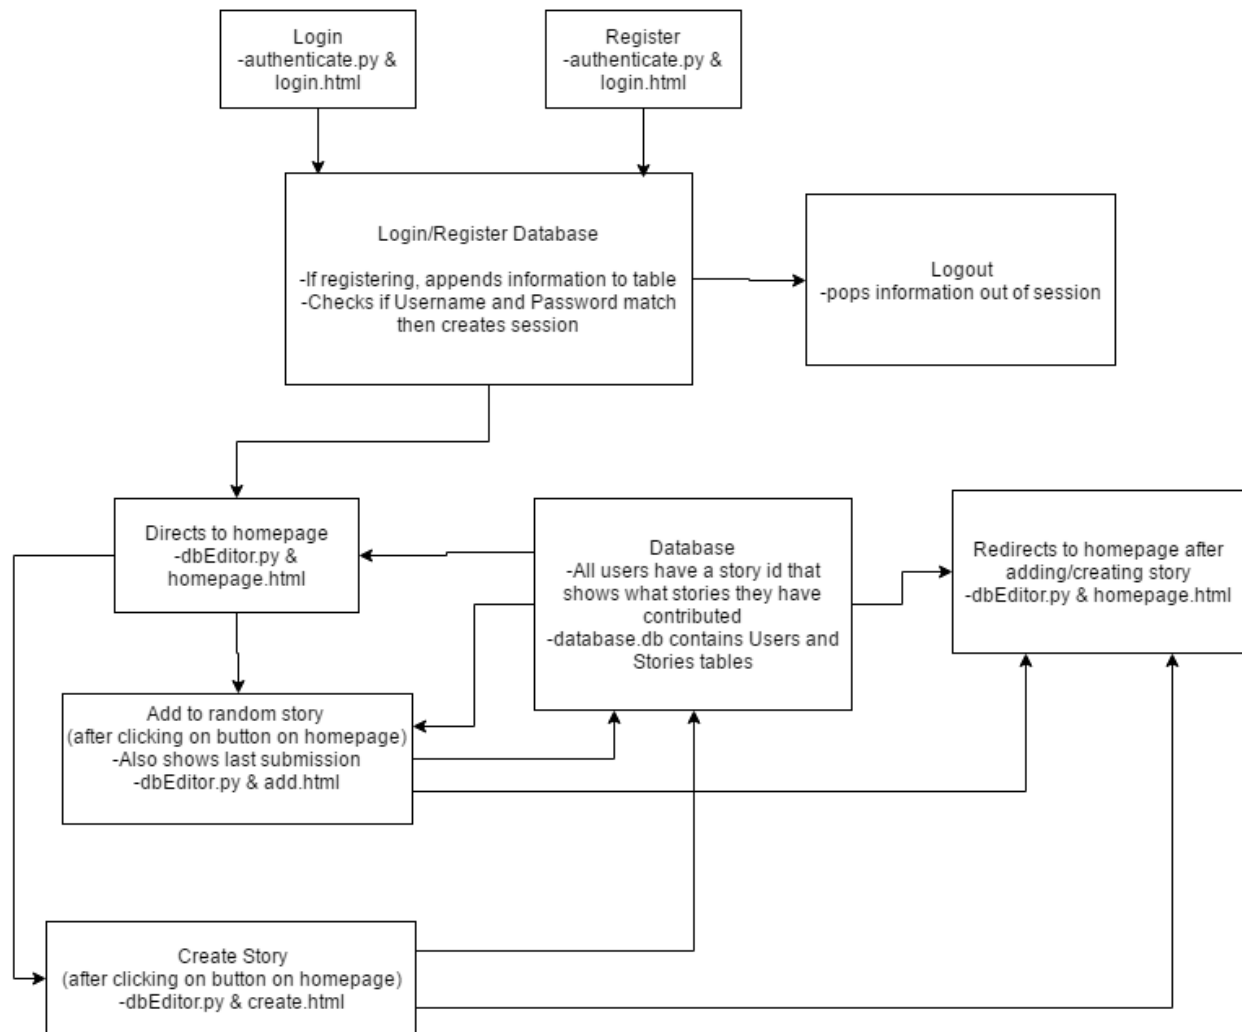 Login
-authenticate.py &
login.html
Register
-authenticate.py &
login.html
Login/Register Database
-If registering, appends information to table
-Checks if Username and Password match
then creates session
Logout
-pops information out of session
Directs to homepage
-dbEditor.py &
homepage.html
Database
-All users have a story id that
shows what stories they have
contributed
-database.db contains Users and
Stories tables
Redirects to homepage after
adding/creating story
-dbEditor.py & homepage.html
Add to random story
(after clicking on button on homepage)
-Also shows last submission
-dbEditor.py & add.html
Create Story
(after clicking on button on homepage)
-dbEditor.py & create.html